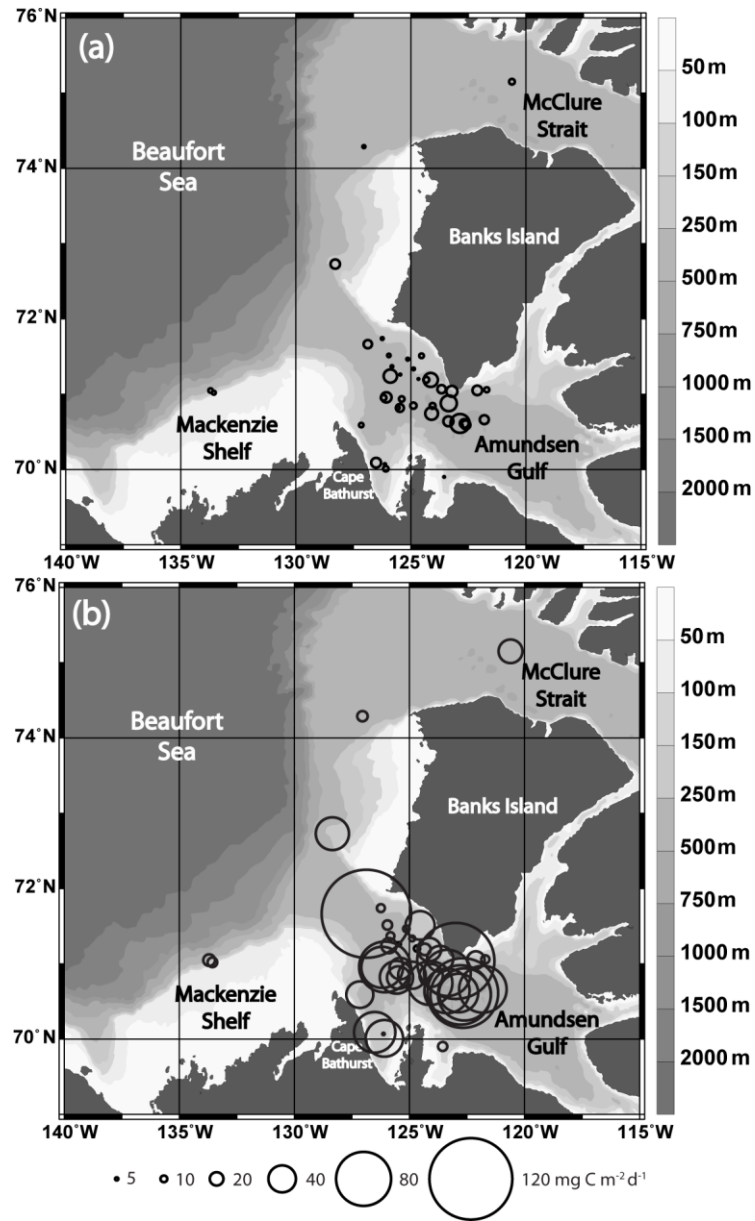 (a)
76°N
74°N
72°N
70°N
140°W
135°W
130°W
125°W
120°W
115°W
Beaufort
Sea
McClure
Strait
Banks Island
Mackenzie
Shelf
Cape
Bathurst
Amundsen
Gulf
50 m
100 m
150 m
250 m
500 m
750 m
1000 m
1500 m
2000 m
(b)
76°N
74°N
72°N
70°N
140°W
135°W
130°W
125°W
120°W
115°W
Beaufort
Sea
McClure
Strait
Banks Island
Mackenzie
Shelf
Cape
Bathurst
Amundsen
Gulf
50 m
100 m
150 m
250 m
500 m
750 m
1000 m
1500 m
2000 m
5 10 20 40 80 120 mg C m⁻² d⁻¹